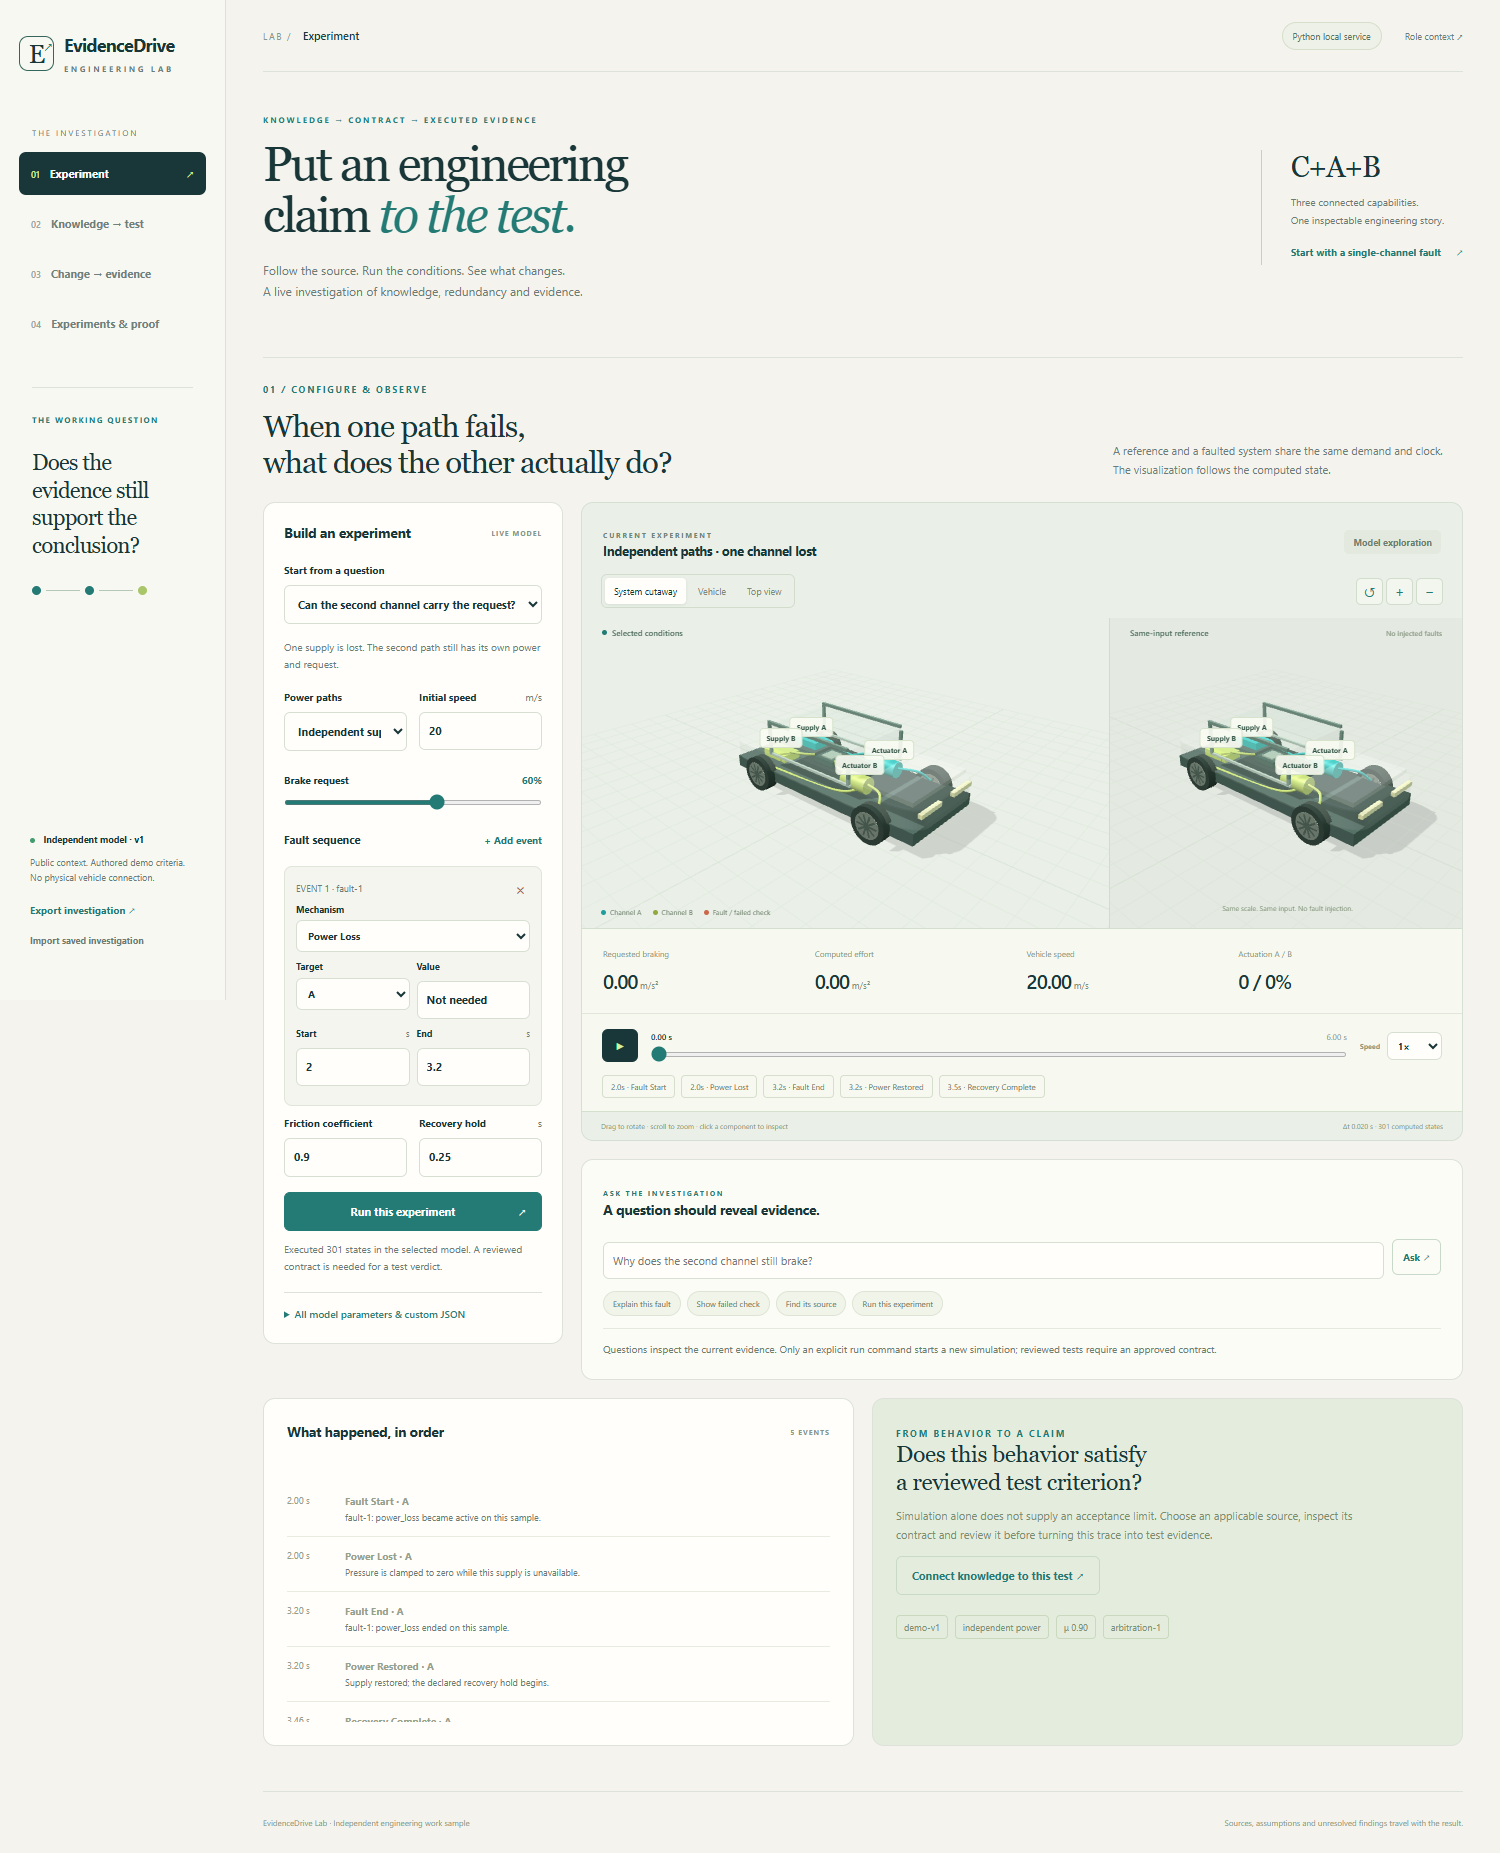 E↗
EvidenceDrive
ENGINEERING LAB
THE INVESTIGATION
01 Experiment ↗
02 Knowledge → test
03 Change → evidence
04 Experiments & proof
THE WORKING QUESTION
Does the
evidence still
support the
conclusion?
Independent model · v1
Public context. Authored demo criteria.
No physical vehicle connection.
Export investigation ↗
Import saved investigation
LAB / Experiment
Python local service
Role context ↗
KNOWLEDGE → CONTRACT → EXECUTED EVIDENCE
Put an engineering
claim to the test.
Follow the source. Run the conditions. See what changes.
A live investigation of knowledge, redundancy and evidence.
C+A+B
Three connected capabilities.
One inspectable engineering story.
Start with a single-channel fault ↗
01 / CONFIGURE & OBSERVE
When one path fails,
what does the other actually do?
A reference and a faulted system share the same demand and clock.
The visualization follows the computed state.
Build an experiment
LIVE MODEL
Start from a question
Can the second channel carry the request?
One supply is lost. The second path still has its own power
and request.
Power paths
Initial speed m/s
Independent sup
20
Brake request 60%
Fault sequence + Add event
EVENT 1 · fault-1 ×
Mechanism
Power Loss
Target Value
A Not needed
Start s End s
2 3.2
Friction coefficient Recovery hold s
0.9 0.25
Run this experiment ↗
Executed 301 states in the selected model. A reviewed
contract is needed for a test verdict.
▶ All model parameters & custom JSON
CURRENT EXPERIMENT
Independent paths · one channel lost
Model exploration
System cutaway Vehicle Top view
↺ + −
Selected conditions
Supply A
Supply B
Actuator A
Actuator B
Channel A Channel B Fault / failed check
Same-input reference No injected faults
Supply A
Supply B
Actuator A
Actuator B
Same scale. Same input. No fault injection.
Requested braking Computed effort Vehicle speed Actuation A / B
0.00 m/s² 0.00 m/s² 20.00 m/s 0 / 0%
▶ 0.00 s 6.00 s Speed 1×
2.0s · Fault Start 2.0s · Power Lost 3.2s · Fault End 3.2s · Power Restored 3.5s · Recovery Complete
Drag to rotate · scroll to zoom · click a component to inspect
Δt 0.020 s · 301 computed states
ASK THE INVESTIGATION
A question should reveal evidence.
Why does the second channel still brake?
Ask ↗
Explain this fault Show failed check Find its source Run this experiment
Questions inspect the current evidence. Only an explicit run command starts a new simulation; reviewed tests require an approved contract.
What happened, in order 5 EVENTS
2.00 s Fault Start · A
fault-1: power_loss became active on this sample.
2.00 s Power Lost · A
Pressure is clamped to zero while this supply is unavailable.
3.20 s Fault End · A
fault-1: power_loss ended on this sample.
3.20 s Power Restored · A
Supply restored; the declared recovery hold begins.
3.46 s Recovery Complete · A
FROM BEHAVIOR TO A CLAIM
Does this behavior satisfy
a reviewed test criterion?
Simulation alone does not supply an acceptance limit. Choose an applicable source, inspect its
contract and review it before turning this trace into test evidence.
Connect knowledge to this test ↗
demo-v1 independent power μ 0.90 arbitration-1
EvidenceDrive Lab · Independent engineering work sample
Sources, assumptions and unresolved findings travel with the result.